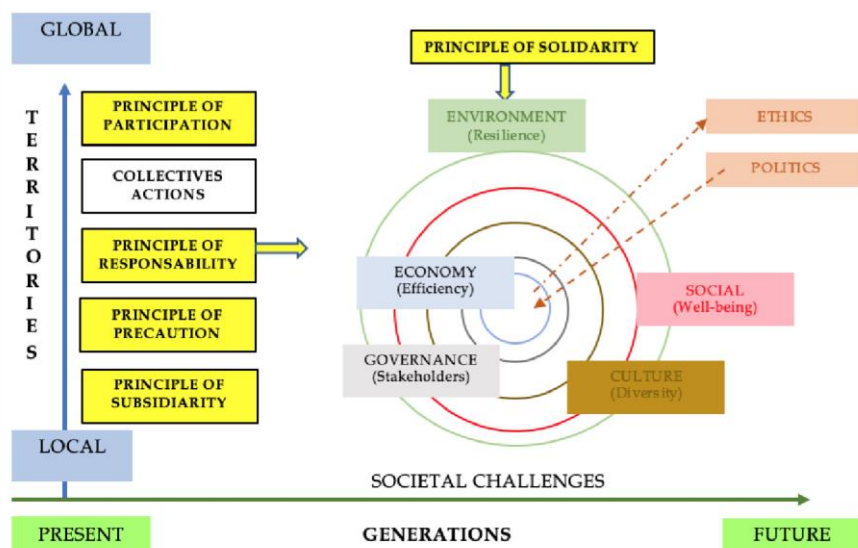 GLOBAL
PRINCIPLE OF SOLIDARITY
TERRITORIES
PRINCIPLE OF
PARTICIPATION
COLLECTIVES
ACTIONS
PRINCIPLE OF
RESPONSABILITY
PRINCIPLE OF
PRECAUTION
PRINCIPLE OF
SUBSIDIARITY
LOCAL
ENVIRONMENT
(Resilience)
ETHICS
POLITICS
ECONOMY
(Efficiency)
SOCIAL
(Well-being)
GOVERNANCE
(Stakeholders)
CULTURE
(Diversity)
SOCIETAL CHALLENGES
PRESENT
GENERATIONS
FUTURE